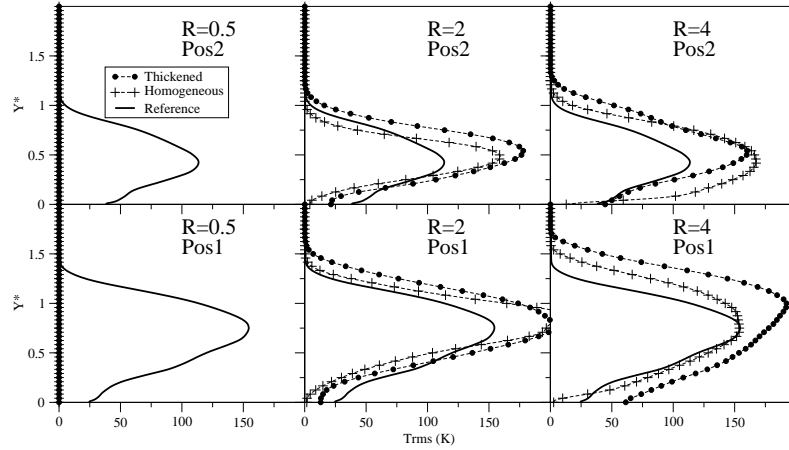 R=0.5
Pos2
R=2
Pos2
R=4
Pos2
Thickened
Homogeneous
Reference
Y*
1.5
1
0.5
0
R=0.5
Pos1
R=2
Pos1
R=4
Pos1
Y*
1.5
1
0.5
0
0 50 100 150 0 50 100 150 0 50 100 150
Trms (K)